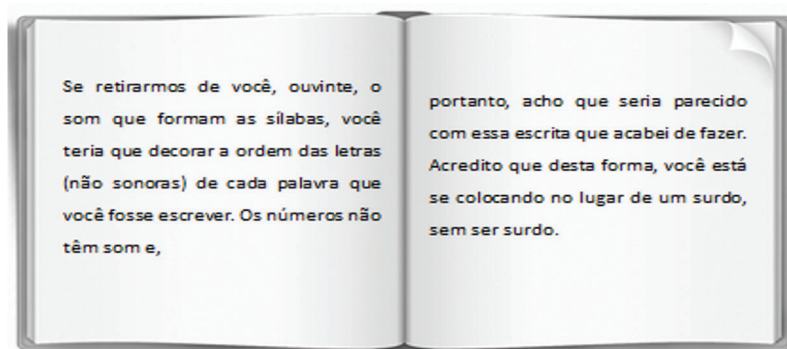 Se retirarmos de você, ouvinte, o
som que formam as sílabas, você
teria que decorar a ordem das letras
(não sonoras) de cada palavra que
você fosse escrever. Os números não
têm som e,
portanto, acho que seria parecido
com essa escrita que acabei de fazer.
Acredito que desta forma, você está
se colocando no lugar de um surdo,
sem ser surdo.